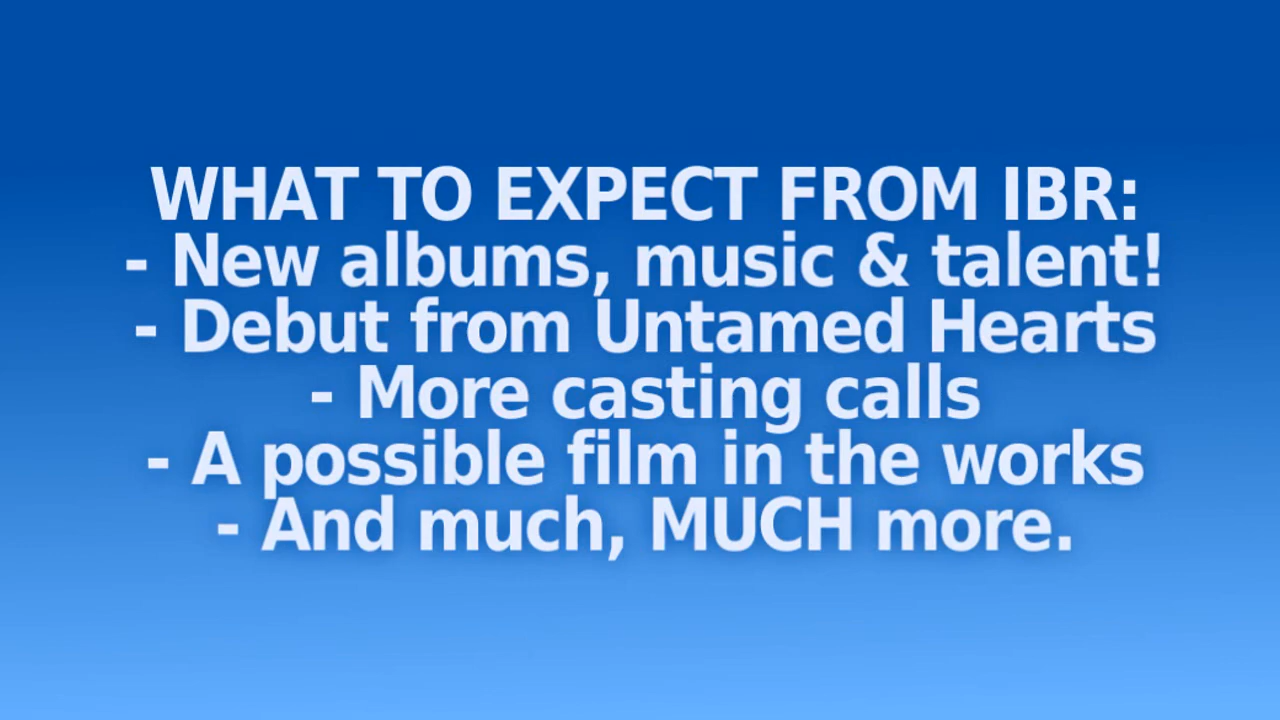 WHAT TO EXPECT FROM IBR:
- New albums, music & talent!
- Debut from Untamed Hearts
- More casting calls
- A possible film in the works
- And much, MUCH more.